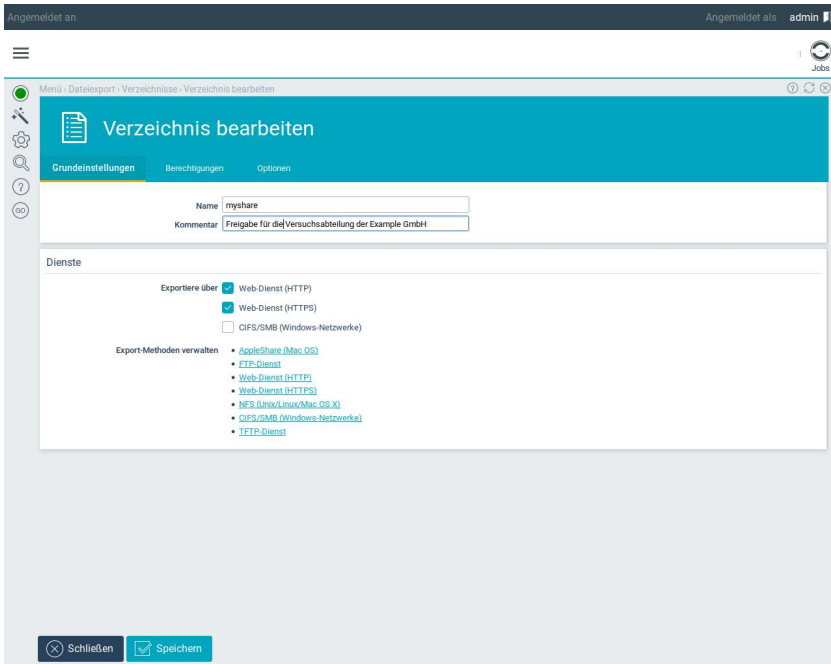 Angemeldet an
Angemeldet als admin
Jobs
Menü › Dateiexport › Verzeichnisse › Verzeichnis bearbeiten
Verzeichnis bearbeiten
Grundeinstellungen Berechtigungen Optionen
Name myshare
Kommentar Freigabe für die Versuchsabteilung der Example GmbH
Dienste
Exportiere über Web-Dienst (HTTP)
Web-Dienst (HTTPS)
CIFS/SMB (Windows-Netzwerke)
Export-Methoden verwalten • AppleShare (Mac OS)
• FTP-Dienst
• Web-Dienst (HTTP)
• Web-Dienst (HTTPS)
• NFS (Unix/Linux/Mac OS X)
• CIFS/SMB (Windows-Netzwerke)
• TFTP-Dienst
GO
Schließen Speichern